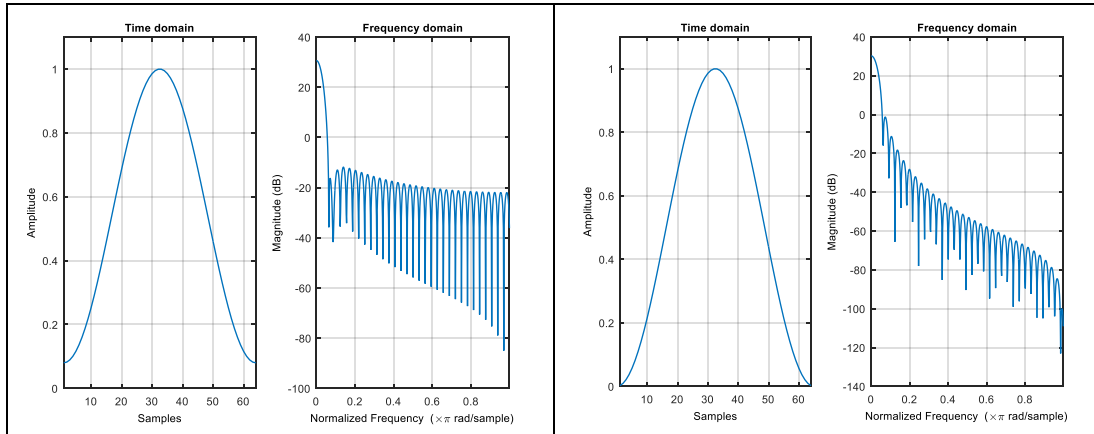 Time domain
Frequency domain
Amplitude
1
0.8
0.6
0.4
0.2
0
10 20 30 40 50 60
Samples
Magnitude (dB)
40
20
0
-20
-40
-60
-80
-100
0 0.2 0.4 0.6 0.8
Normalized Frequency (×π rad/sample)
Time domain
Frequency domain
Amplitude
1
0.8
0.6
0.4
0.2
0
10 20 30 40 50 60
Samples
Magnitude (dB)
40
20
0
-20
-40
-60
-80
-100
-120
-140
0 0.2 0.4 0.6 0.8
Normalized Frequency (×π rad/sample)